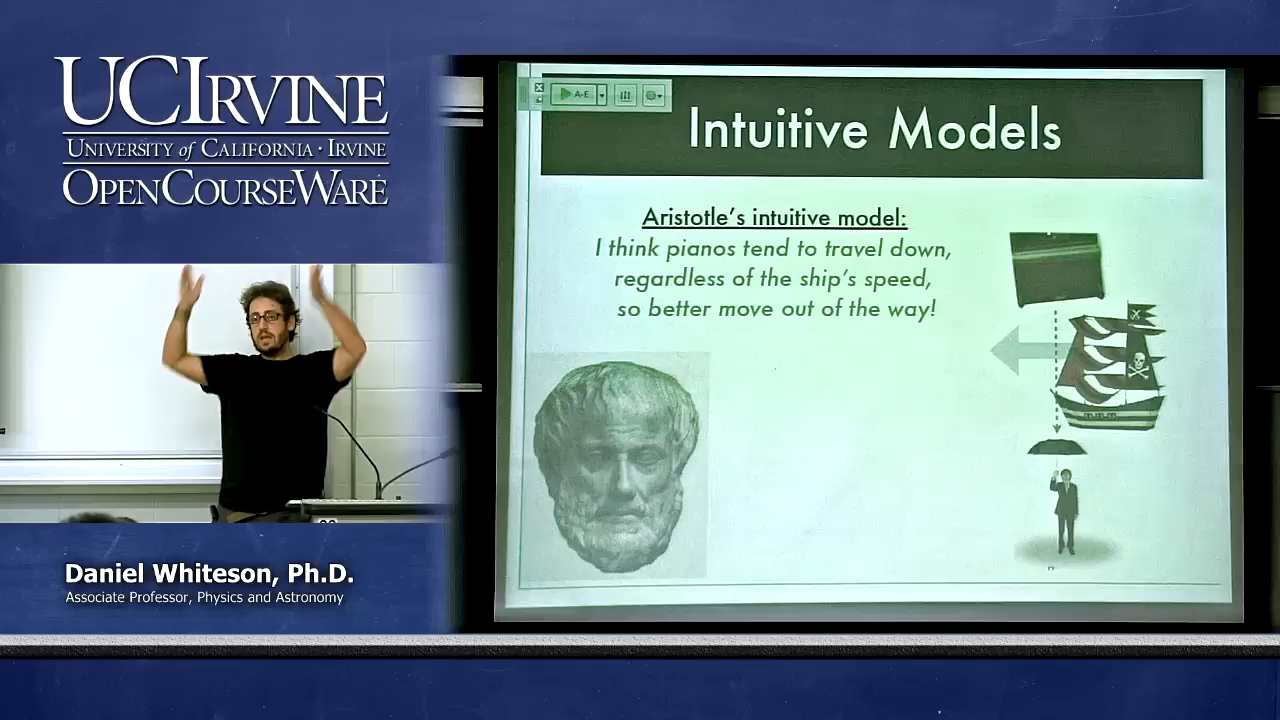 UCIRVINE
UNIVERSITY of CALIFORNIA · IRVINE
OPENCOURSEWARE
Daniel Whiteson, Ph.D.
Associate Professor, Physics and Astronomy
A-E
Intuitive Models
Aristotle's intuitive model:
I think pianos tend to travel down,
regardless of the ship's speed,
so better move out of the way!